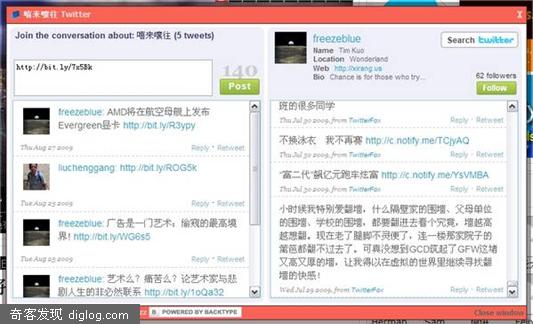 嘻来嚷往 Twitter
Join the conversation about: 嘻来嚷往 (5 tweets)
http://bit.ly/7x5Bk
140
Post
freezeblue: AMD将在航空母舰上发布
Evergreen显卡 http://bit.ly/R3ypy
Thu Aug 27 2009
Reply · Retweet
liuchenggang: http://bit.ly/ROG5k
Thu Aug 27 2009
Reply · Retweet
freezeblue: 广告是一门艺术：偷窥的最高境
界! http://bit.ly/WG6s5
Tue Aug 25 2009
Reply · Retweet
freezeblue: 艺术么？痛苦么？论艺术家与悲
剧人生的非必然联系 http://bit.ly/1oQa32
freezeblue
Name Tim Kuo
Location Wonderland
Web http://xirang.us
Bio Chance is for those who try...
Search twitter
62 followers
Follow
班的很多同学
Thu Jul 30 2009, from TwitterFox
Reply · Retweet
不换泳衣 我不再赛 http://c.notify.me/TCjyAQ
Thu Jul 30 2009, from TwitterFox
Reply · Retweet
“富二代”飙亿元跑车炫富 http://c.notify.me/YsVMBA
Thu Jul 30 2009, from TwitterFox
Reply · Retweet
小时候我特别爱翻墙，什么隔壁家的围墙、父母单位
的围墙、学校的围墙，都要翻进去看个究竟，墙越高
越想翻，现在老了腿脚不灵便了，连一楼那家院子的
篱笆都翻不过去了，可真没想到GCD筑起了GFW这堵
又高又厚的墙，让我得以在虚拟的世界里继续寻找翻
墙的快感！
Wed Jul 29 2009, from TwitterFox
Reply · Retweet
POWERED BY BACKTYPE
Close window
奇客发现 diglog.com
Herman Sam